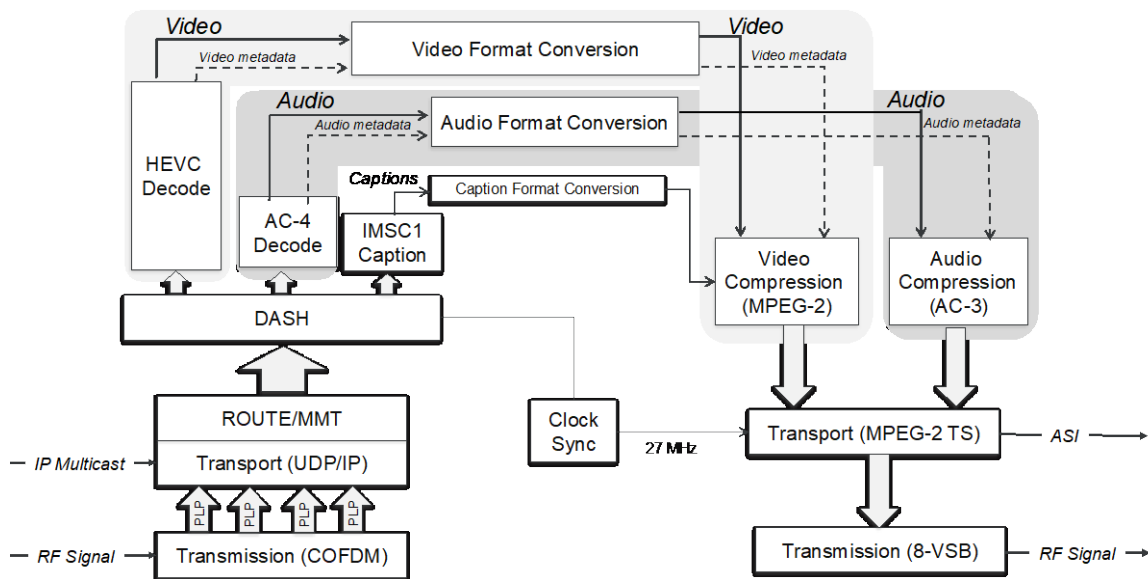 Video
Video
Video metadata
Video Format Conversion
Video metadata
Audio
Audio
Audio metadata
Audio Format Conversion
Audio metadata
HEVC
Decode
Captions
Caption Format Conversion
AC-4
Decode
IMSC1
Caption
Video
Compression
(MPEG-2)
Audio
Compression
(AC-3)
DASH
ROUTE/MMT
Clock
Sync
27 MHz
Transport (MPEG-2 TS)
ASI
IP Multicast
Transport (UDP/IP)
PLP
PLP
PLP
PLP
RF Signal
Transmission (COFDM)
Transmission (8-VSB)
RF Signal